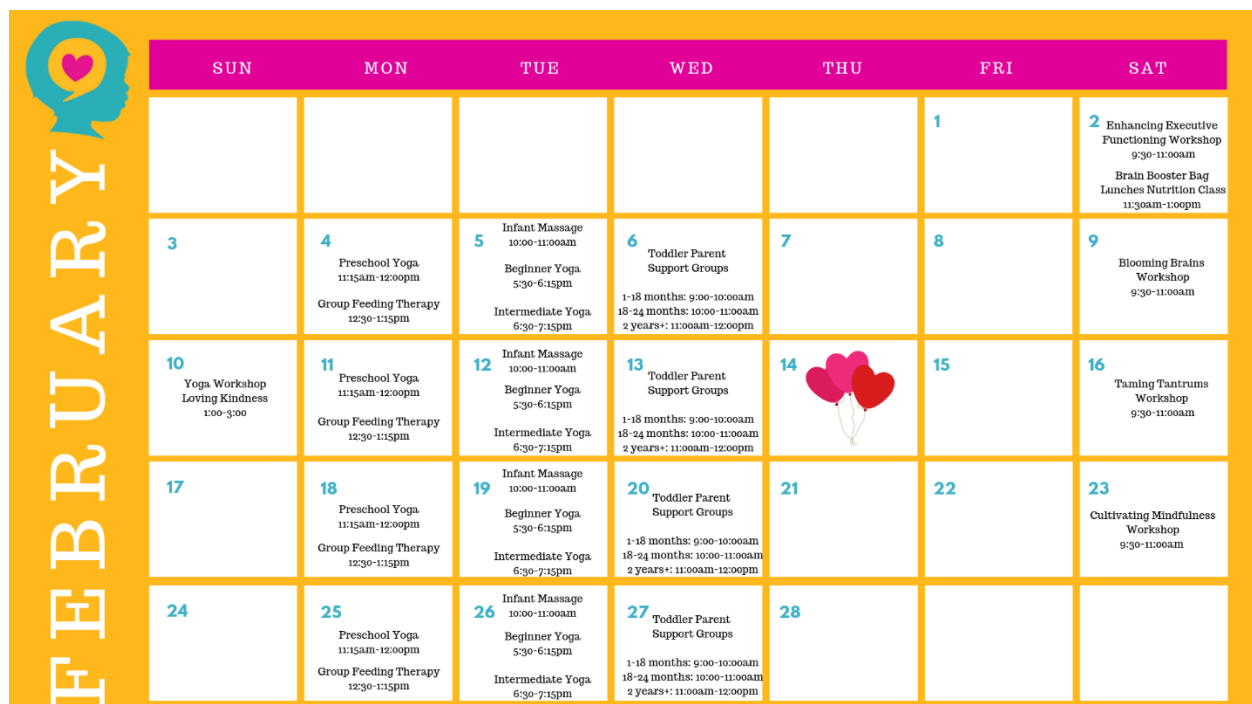 FEBRUARY
SUN
MON
TUE
WED
THU
FRI
SAT
1
2
Enhancing Executive
Functioning Workshop
9:30-11:00am
Brain Booster Bag
Lunches Nutrition Class
11:30am-1:00pm
3
4
Preschool Yoga
11:15am-12:00pm
Group Feeding Therapy
12:30-1:15pm
5
Infant Massage
10:00-11:00am
Beginner Yoga
5:30-6:15pm
Intermediate Yoga
6:30-7:15pm
6
Toddler Parent
Support Groups
1-18 months: 9:00-10:00am
18-24 months: 10:00-11:00am
2 years+: 11:00am-12:00pm
7
8
9
Blooming Brains
Workshop
9:30-11:00am
10
Yoga Workshop
Loving Kindness
1:00-3:00
11
Preschool Yoga
11:15am-12:00pm
Group Feeding Therapy
12:30-1:15pm
12
Infant Massage
10:00-11:00am
Beginner Yoga
5:30-6:15pm
Intermediate Yoga
6:30-7:15pm
13
Toddler Parent
Support Groups
1-18 months: 9:00-10:00am
18-24 months: 10:00-11:00am
2 years+: 11:00am-12:00pm
14
15
16
Taming Tantrums
Workshop
9:30-11:00am
17
18
Preschool Yoga
11:15am-12:00pm
Group Feeding Therapy
12:30-1:15pm
19
Infant Massage
10:00-11:00am
Beginner Yoga
5:30-6:15pm
Intermediate Yoga
6:30-7:15pm
20
Toddler Parent
Support Groups
1-18 months: 9:00-10:00am
18-24 months: 10:00-11:00am
2 years+: 11:00am-12:00pm
21
22
23
Cultivating Mindfulness
Workshop
9:30-11:00am
24
25
Preschool Yoga
11:15am-12:00pm
Group Feeding Therapy
12:30-1:15pm
26
Infant Massage
10:00-11:00am
Beginner Yoga
5:30-6:15pm
Intermediate Yoga
6:30-7:15pm
27
Toddler Parent
Support Groups
1-18 months: 9:00-10:00am
18-24 months: 10:00-11:00am
2 years+: 11:00am-12:00pm
28